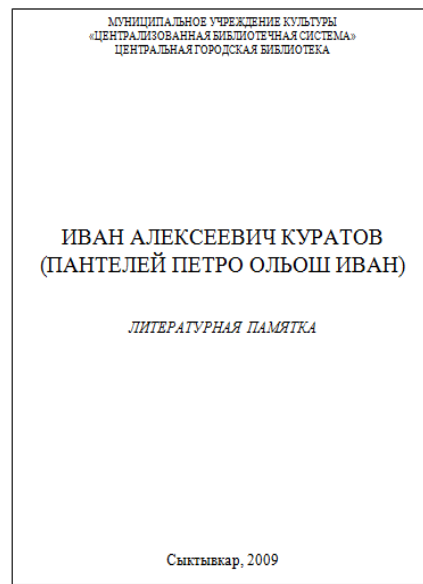 МУНИЦИПАЛЬНОЕ УЧРЕЖДЕНИЕ КУЛЬТУРЫ
«ЦЕНТРАЛИЗОВАННАЯ БИБЛИОТЕЧНАЯ СИСТЕМА»
ЦЕНТРАЛЬНАЯ ГОРОДСКАЯ БИБЛИОТЕКА
ИВАН АЛЕКСЕЕВИЧ КУРАТОВ
(ПАНТЕЛЕЙ ПЕТРО ОЛЬОШ ИВАН)
ЛИТЕРАТУРНАЯ ПАМЯТКА
Сыктывкар, 2009